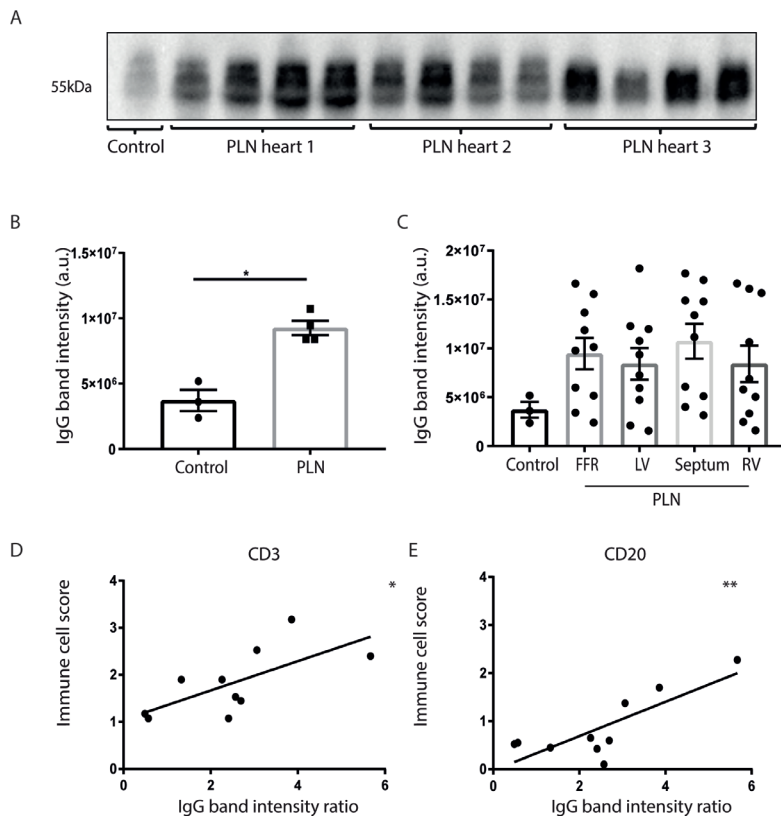 A
55kDa
Control PLN heart 1 PLN heart 2 PLN heart 3
B
IgG band intensity (a.u.)
1.5×10⁷
1×10⁷
5×10⁶
0
*
Control PLN
C
IgG band intensity (a.u.)
2×10⁷
1.5×10⁷
1×10⁷
5×10⁶
0
Control FFR LV Septum RV
PLN
D
CD3
*
Immune cell score
4
3
2
1
0
0 2 4 6
IgG band intensity ratio
E
CD20
**
Immune cell score
4
3
2
1
0
0 2 4 6
IgG band intensity ratio